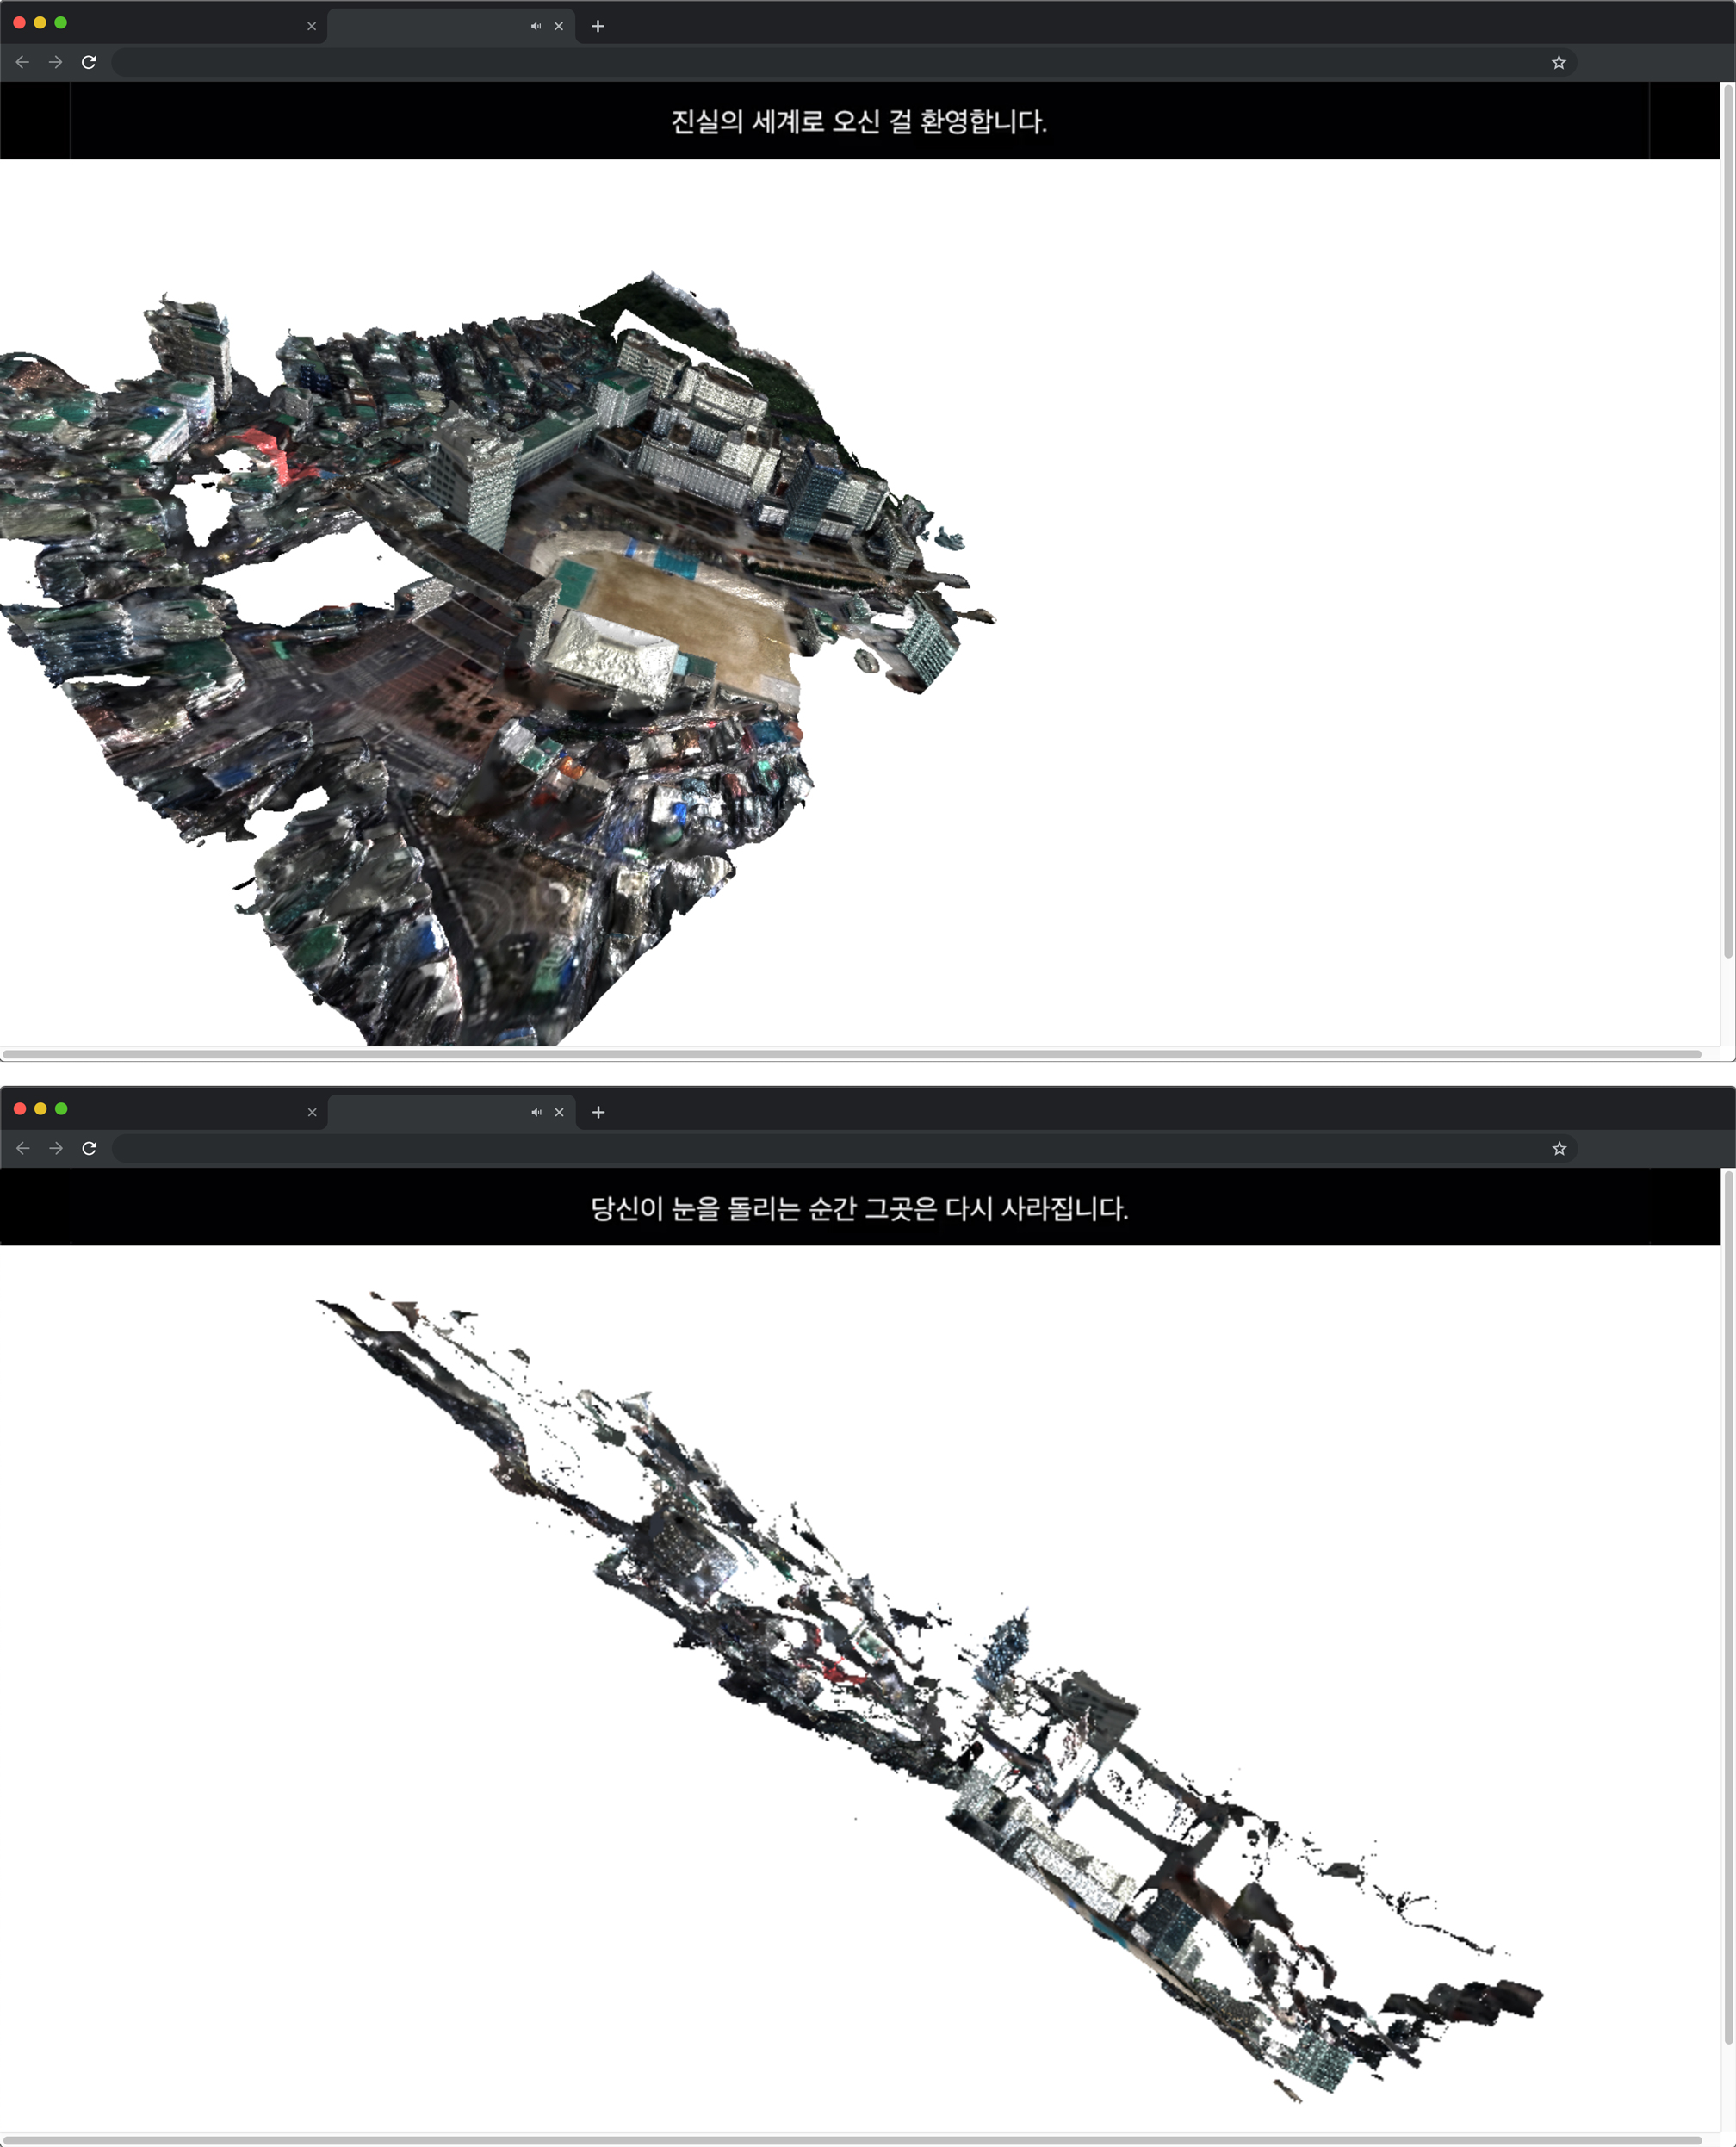 진실의 세계로 오신 걸 환영합니다.
당신이 눈을 돌리는 순간 그곳은 다시 사라집니다.